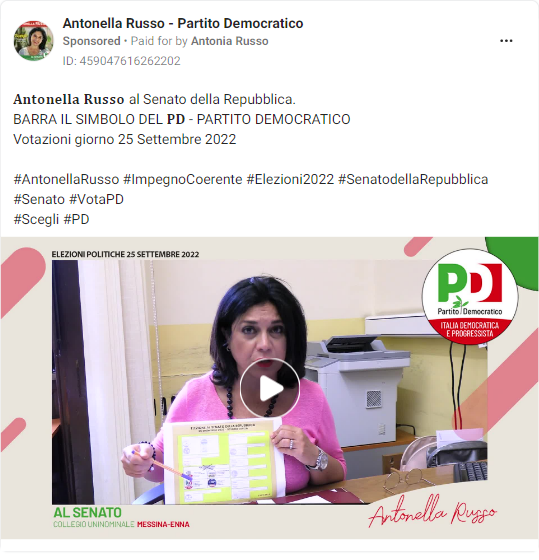 Antonella Russo - Partito Democratico
Sponsored • Paid for by Antonia Russo
ID: 459047616262202
Antonella Russo al Senato della Repubblica.
BARRA IL SIMBOLO DEL PD - PARTITO DEMOCRATICO
Votazioni giorno 25 Settembre 2022
#AntonellaRusso #ImpegnoCoerente #Elezioni2022 #SenatodellaRepubblica
#Senato #VotaPD
#Scegli #PD
ELEZIONI POLITICHE 25 SETTEMBRE 2022
PD
Partito Democratico
ITALIA DEMOCRATICA
E PROGRESSISTA
AL SENATO
COLLEGIO UNINOMINALE MESSINA-ENNA
Antonella Russo